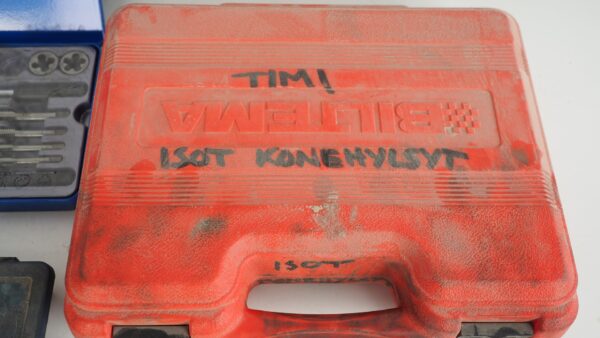 TIMI
BILTEMA
ISOT KONEHYLSYT
ISOT